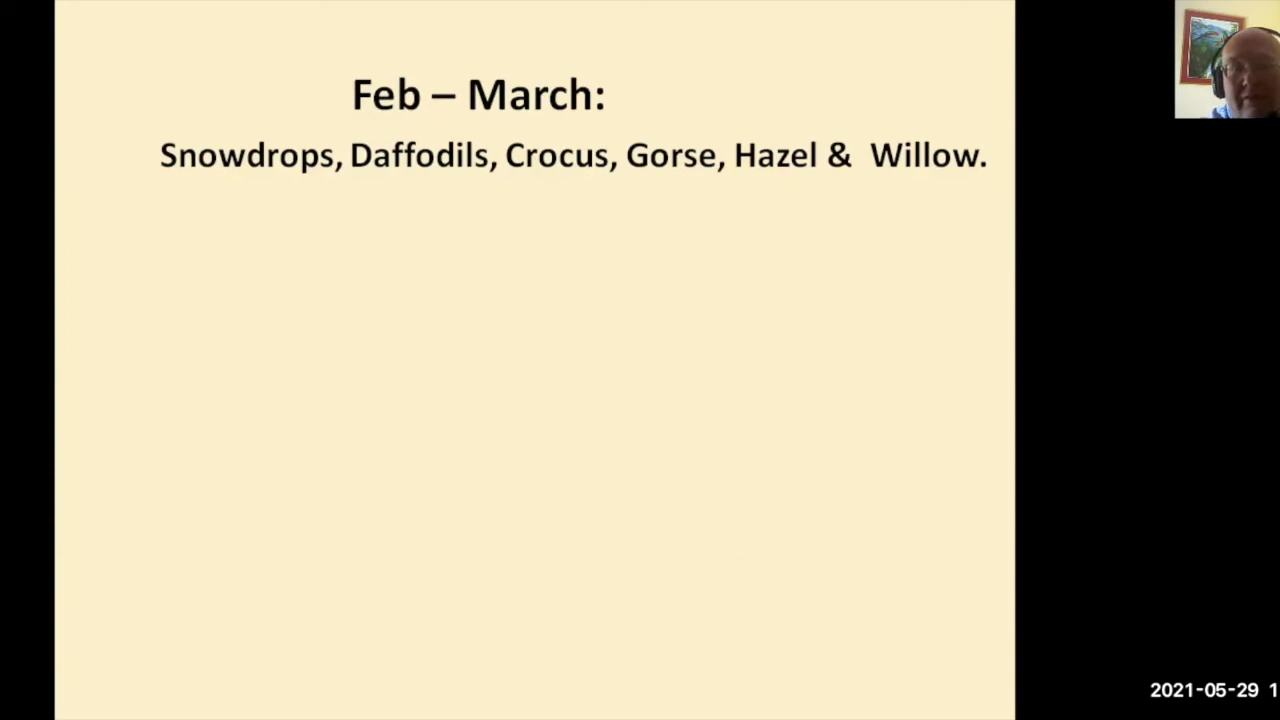 Feb – March:
Snowdrops, Daffodils, Crocus, Gorse, Hazel & Willow.
2021-05-29 1